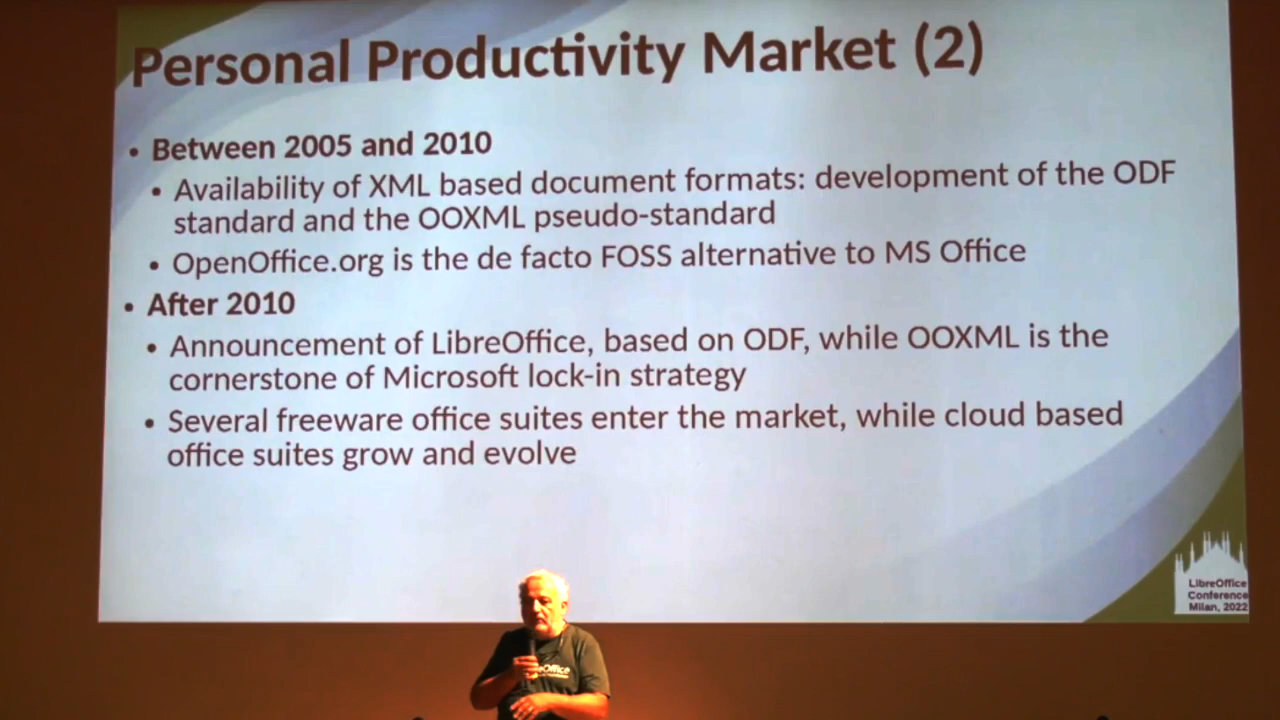 Personal Productivity Market (2)
• Between 2005 and 2010
• Availability of XML based document formats: development of the ODF
standard and the OOXML pseudo-standard
• OpenOffice.org is the de facto FOSS alternative to MS Office
• After 2010
• Announcement of LibreOffice, based on ODF, while OOXML is the
cornerstone of Microsoft lock-in strategy
• Several freeware office suites enter the market, while cloud based
office suites grow and evolve
LibreOffice
Conference
Milan, 2022
eOffice